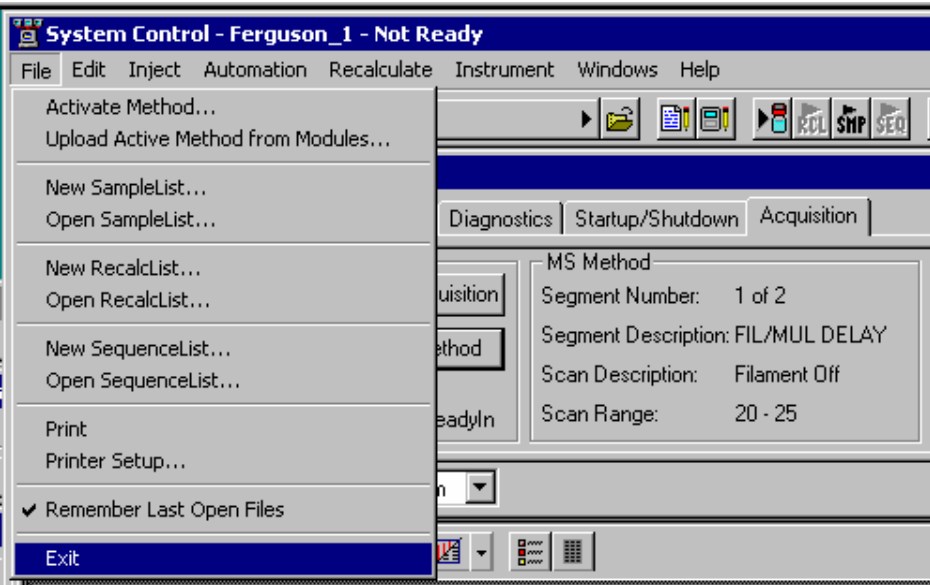 System Control - Ferguson_1 - Not Ready
File Edit Inject Automation Recalculate Instrument Windows Help
Activate Method...
Upload Active Method from Modules...
RCL SMP SEQ
New SampleList...
Open SampleList...
Diagnostics Startup/Shutdown Acquisition
New RecalcList...
Open RecalcList...
uisition
ethod
eadyIn
MS Method
Segment Number: 1 of 2
Segment Description: FIL/MUL DELAY
Scan Description: Filament Off
Scan Range: 20 - 25
New SequenceList...
Open SequenceList...
Print
Printer Setup...
Remember Last Open Files
Exit